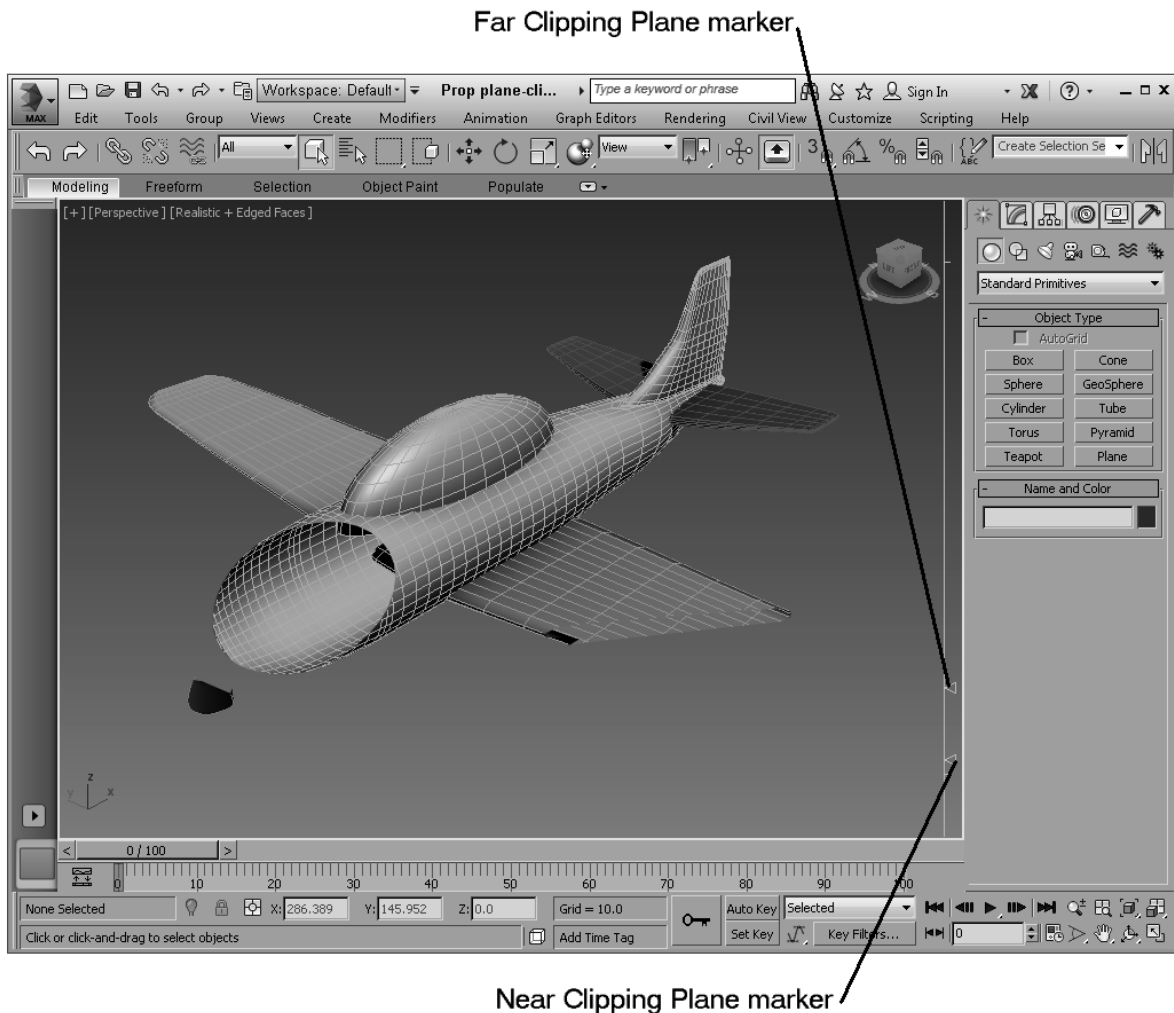 Far Clipping Plane marker
MAX
Workspace: Default
Prop plane-cli...
Type a keyword or phrase
Sign In
Edit Tools Group Views Create Modifiers Animation Graph Editors Rendering Civil View Customize Scripting Help
All
View
3
%
ABC
Create Selection Se
Modeling Freeform Selection Object Paint Populate
[+] [Perspective] [Realistic + Edged Faces]
Standard Primitives
- Object Type
AutoGrid
Box Cone
Sphere GeoSphere
Cylinder Tube
Torus Pyramid
Teapot Plane
- Name and Color
z
y x
< 0 / 100 >
0 10 20 30 40 50 60 70 80 90 100
None Selected X: 286.389 Y: 145.952 Z: 0.0 Grid = 10.0 Auto Key Selected
Click or click-and-drag to select objects Add Time Tag Set Key Key Filters... 0
Near Clipping Plane marker